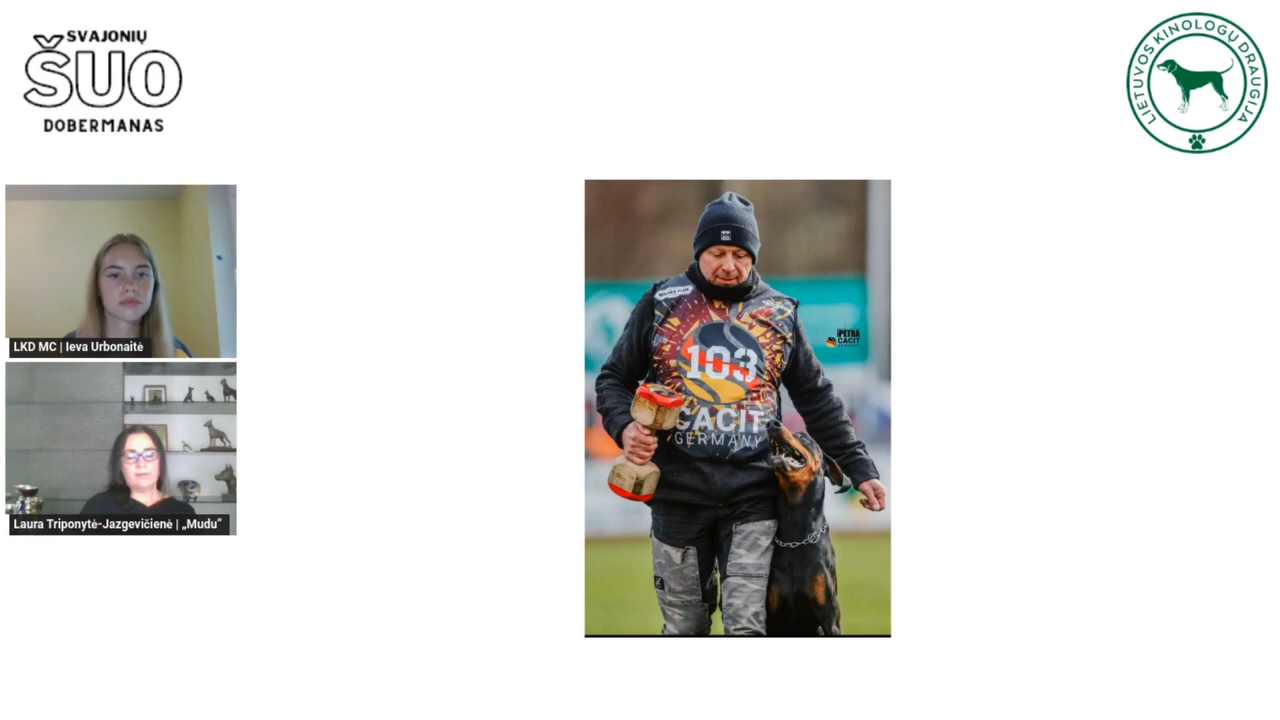 SVAJONIŲ
ŠUO
DOBERMANAS
LIETUVOS KINOLOGŲ DRAUGIJA
LKD MC | Ieva Urbonaitė
Laura Triponytė-Jazgevičienė | „Mudu“
103
CACIT
GERMANY
PETRA
CACIT